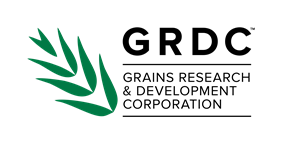 GRDC™
GRAINS RESEARCH
& DEVELOPMENT
CORPORATION